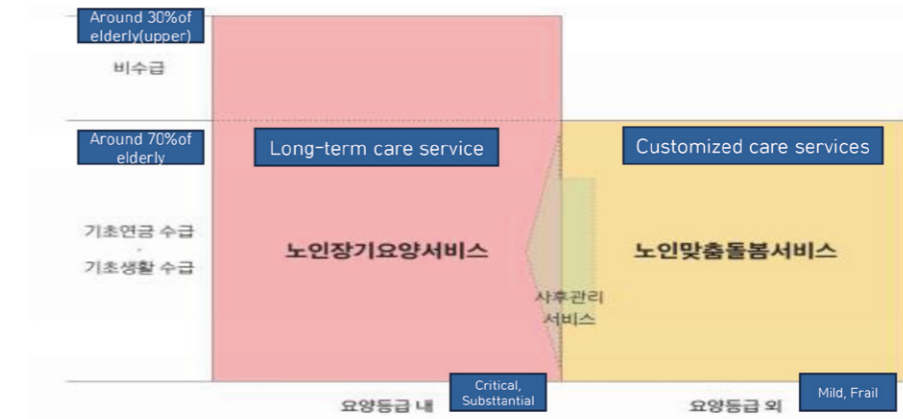 Around 30%of
elderly(upper)
비수급
Around 70%of
elderly
Long-term care service
Customized care services
기초연금 수급
·
기초생활 수급
노인장기요양서비스
노인맞춤돌봄서비스
사후관리
서비스
요양등급 내
Critical,
Substtantial
요양등급 외
Mild, Frail